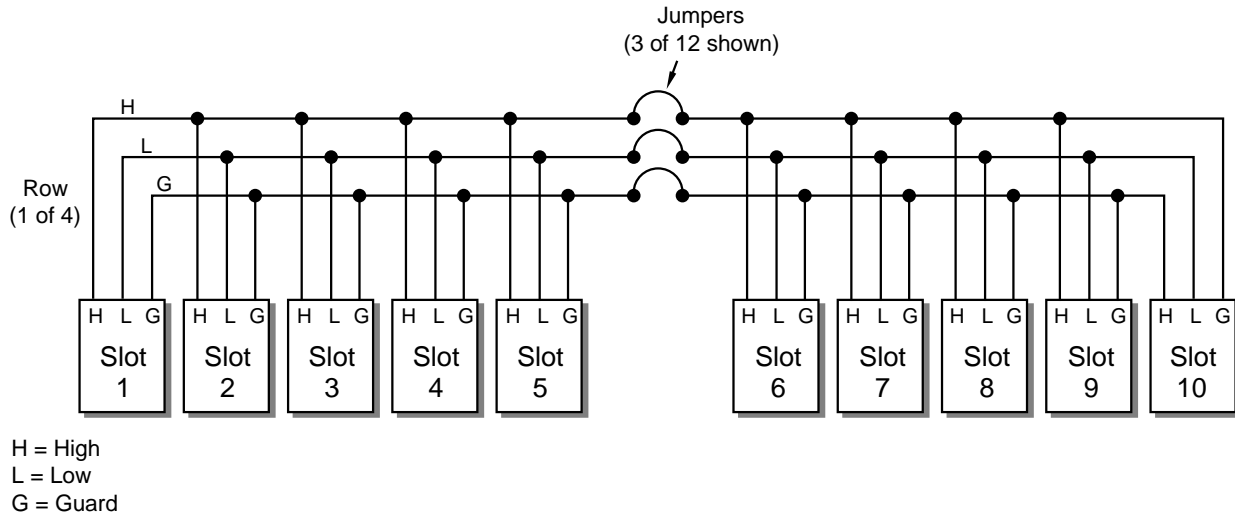 Jumpers
(3 of 12 shown)
H
L
G
Row
(1 of 4)
H L G H L G H L G H L G H L G H L G H L G H L G H L G H L G
Slot Slot Slot Slot Slot Slot Slot Slot Slot Slot
1 2 3 4 5 6 7 8 9 10
H = High
L = Low
G = Guard